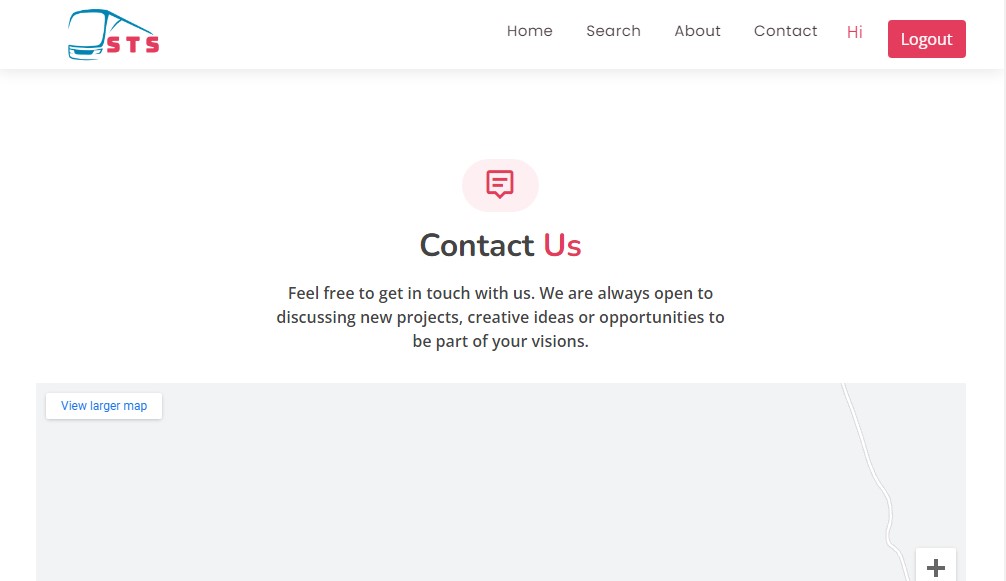 STS
Home
Search
About
Contact
Hi
Logout
Contact Us
Feel free to get in touch with us. We are always open to
discussing new projects, creative ideas or opportunities to
be part of your visions.
View larger map